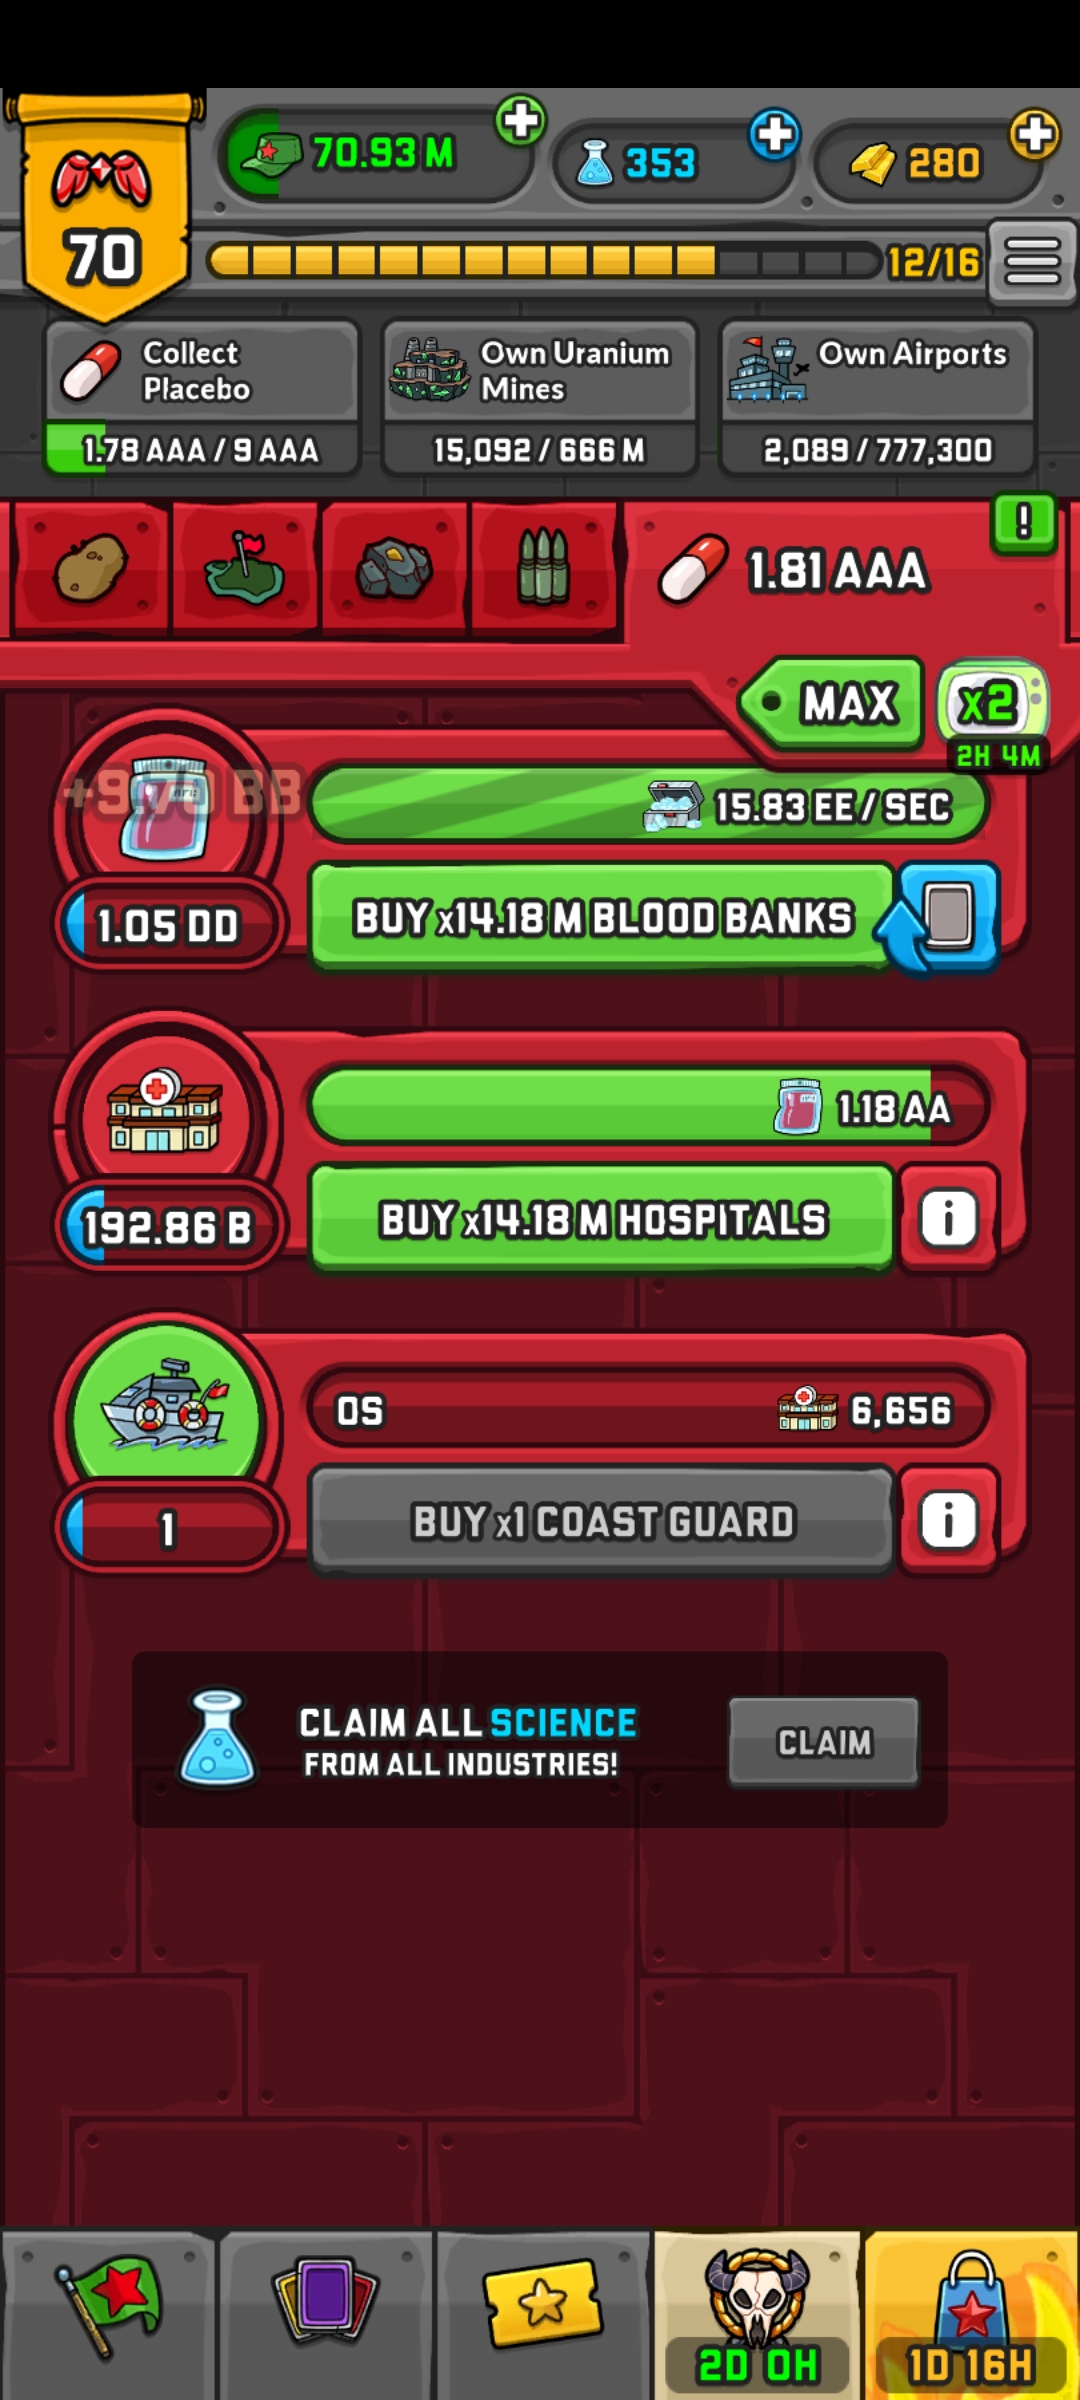 70.93 M
353
280
70
12/16
Collect
Placebo
1.78 AAA / 9 AAA
Own Uranium
Mines
15,092 / 666 M
Own Airports
2,089 / 777,300
!
1.81 AAA
MAX
x2
2H 4M
15.83 EE / SEC
1.05 DD
BUY x14.18 M BLOOD BANKS
1.18 AA
192.86 B
BUY x14.18 M HOSPITALS
i
0S
6,656
1
BUY x1 COAST GUARD
i
CLAIM ALL SCIENCE
FROM ALL INDUSTRIES!
CLAIM
2D 0H
1D 16H